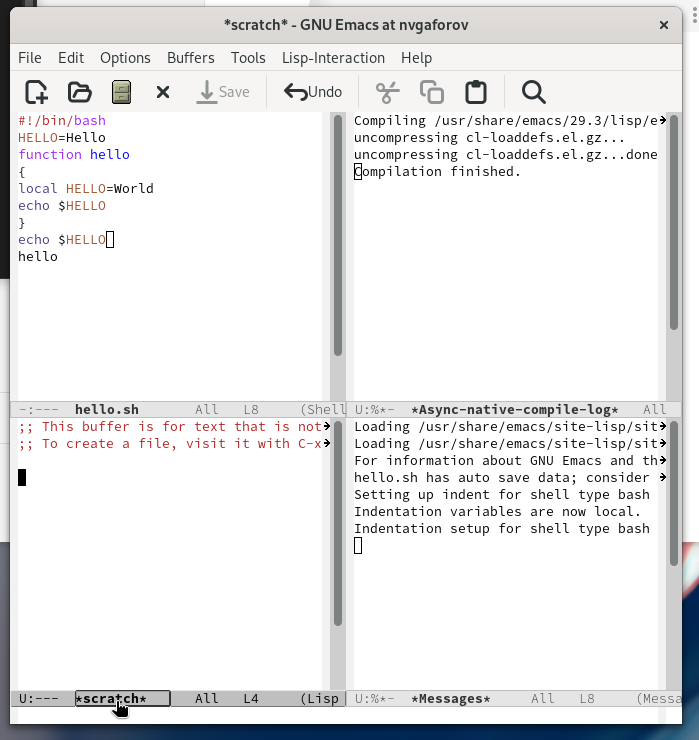 *scratch* - GNU Emacs at nvgaforov
File Edit Options Buffers Tools Lisp-Interaction Help
Save Undo
#!/bin/bash
HELLO=Hello
function hello
{
local HELLO=World
echo $HELLO
}
echo $HELLO
hello
-:--- hello.sh All L8 (Shell
Compiling /usr/share/emacs/29.3/lisp/e
uncompressing cl-loaddefs.el.gz...
uncompressing cl-loaddefs.el.gz...done
Compilation finished.
U:%*- *Async-native-compile-log* All
;; This buffer is for text that is not
;; To create a file, visit it with C-x
U:--- *scratch* All L4 (Lisp
Loading /usr/share/emacs/site-lisp/sit
Loading /usr/share/emacs/site-lisp/sit
For information about GNU Emacs and th
hello.sh has auto save data; consider
Setting up indent for shell type bash
Indentation variables are now local.
Indentation setup for shell type bash
U:%*- *Messages* All L8 (Messa